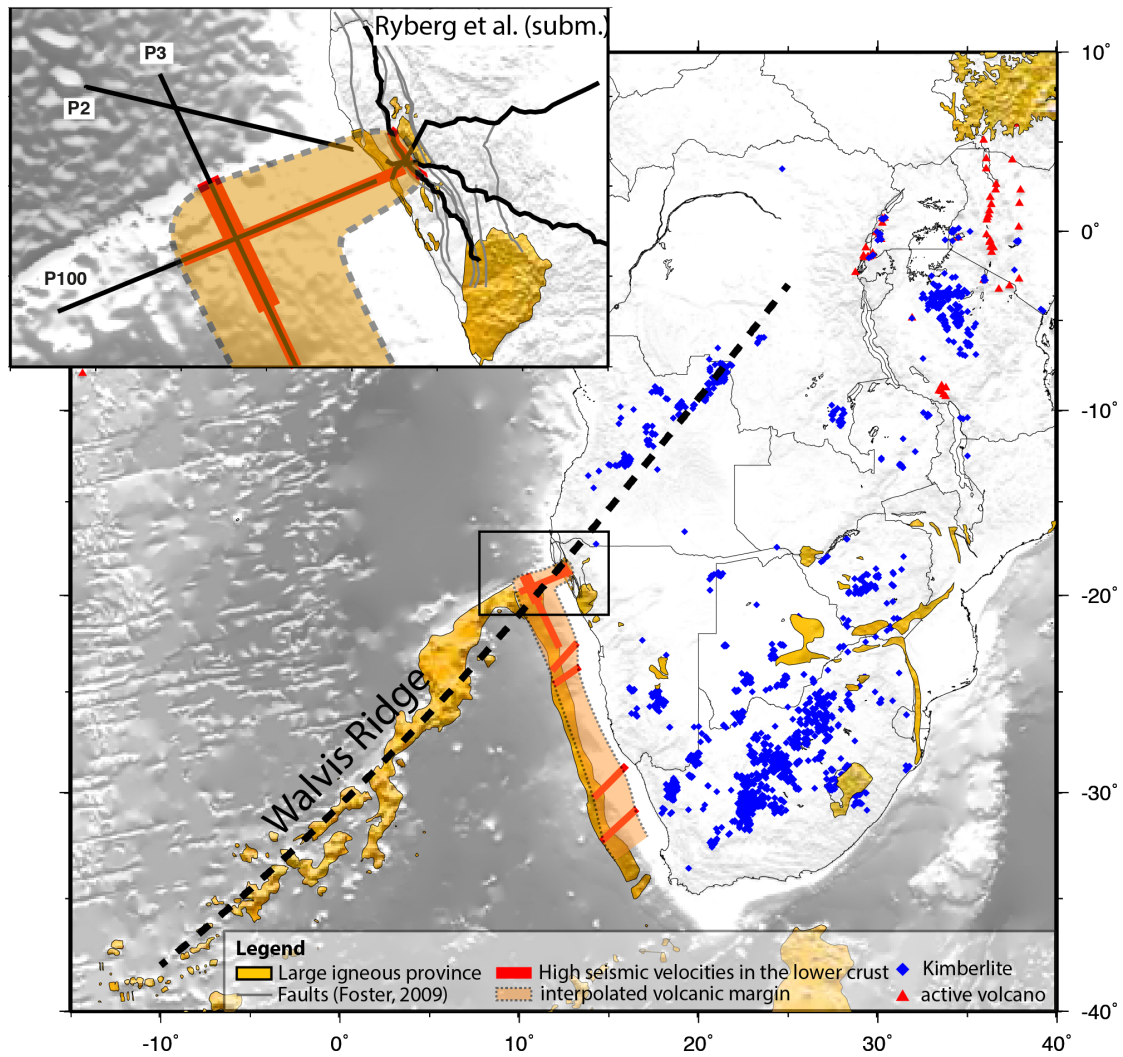 Ryberg et al. (subm.)
P3
P2
P100
10°
0°
-10°
-20°
-30°
-40°
Walvis Ridge
Legend
Large igneous province
High seismic velocities in the lower crust
Kimberlite
Faults (Foster, 2009)
interpolated volcanic margin
active volcano
-10°
0°
10°
20°
30°
40°